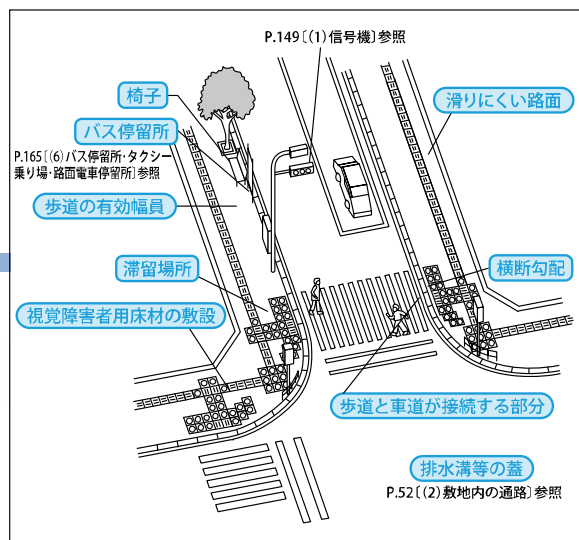 P.149〔(1)信号機〕参照
椅子
滑りにくい路面
バス停留所
P.165〔(6)バス停留所・タクシー
乗り場・路面電車停留所〕参照
歩道の有効幅員
滞留場所
横断勾配
視覚障害者用床材の敷設
歩道と車道が接続する部分
排水溝等の蓋
P.52〔(2)敷地内の通路〕参照